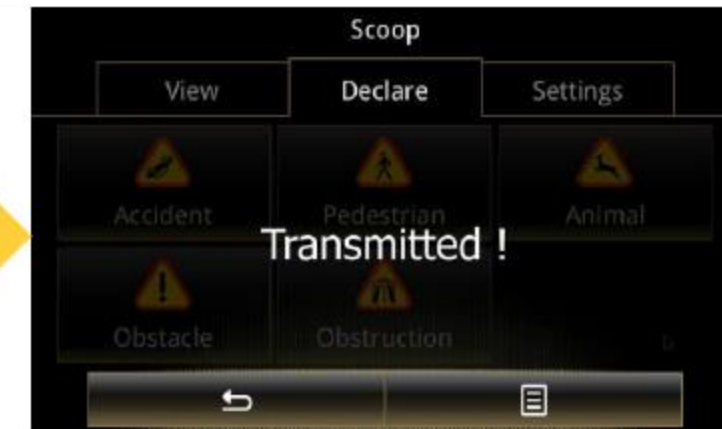 Scoop
View Declare Settings
Accident Pedestrian Animal
Transmitted !
Obstacle Obstruction